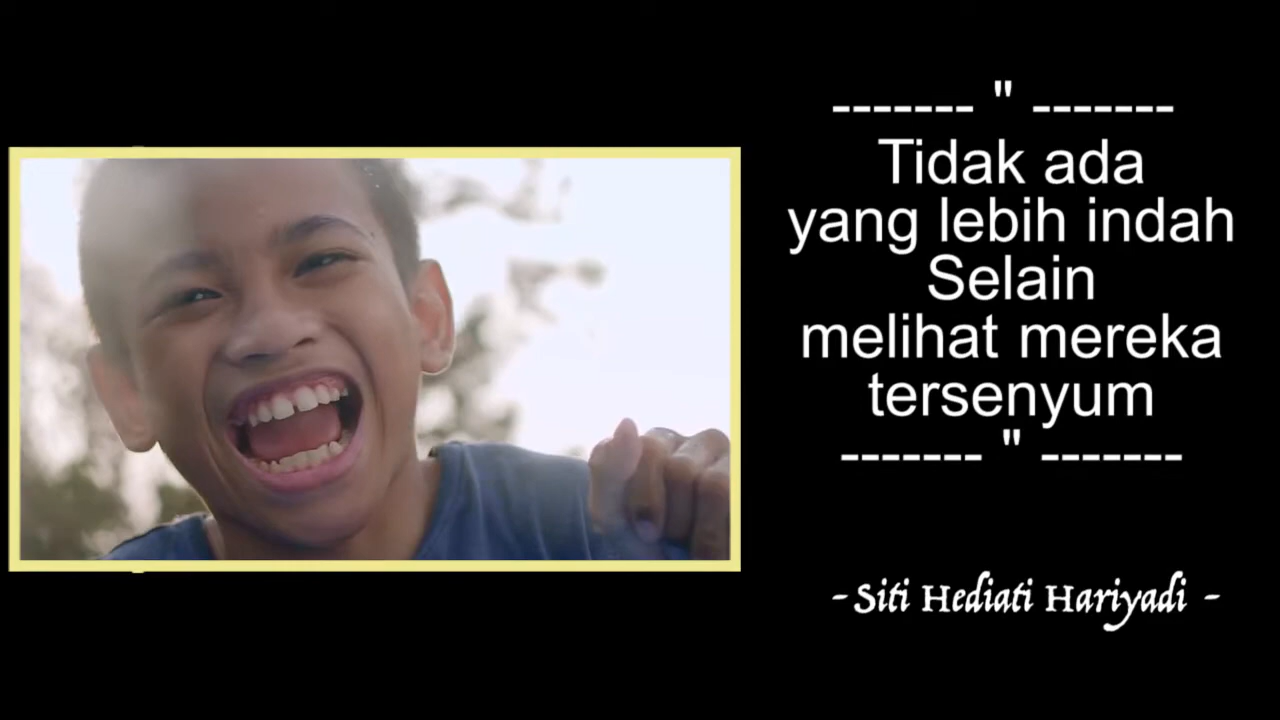 ------- " -------
Tidak ada
yang lebih indah
Selain
melihat mereka
tersenyum
------- " -------
- Siti Hediati Hariyadi -